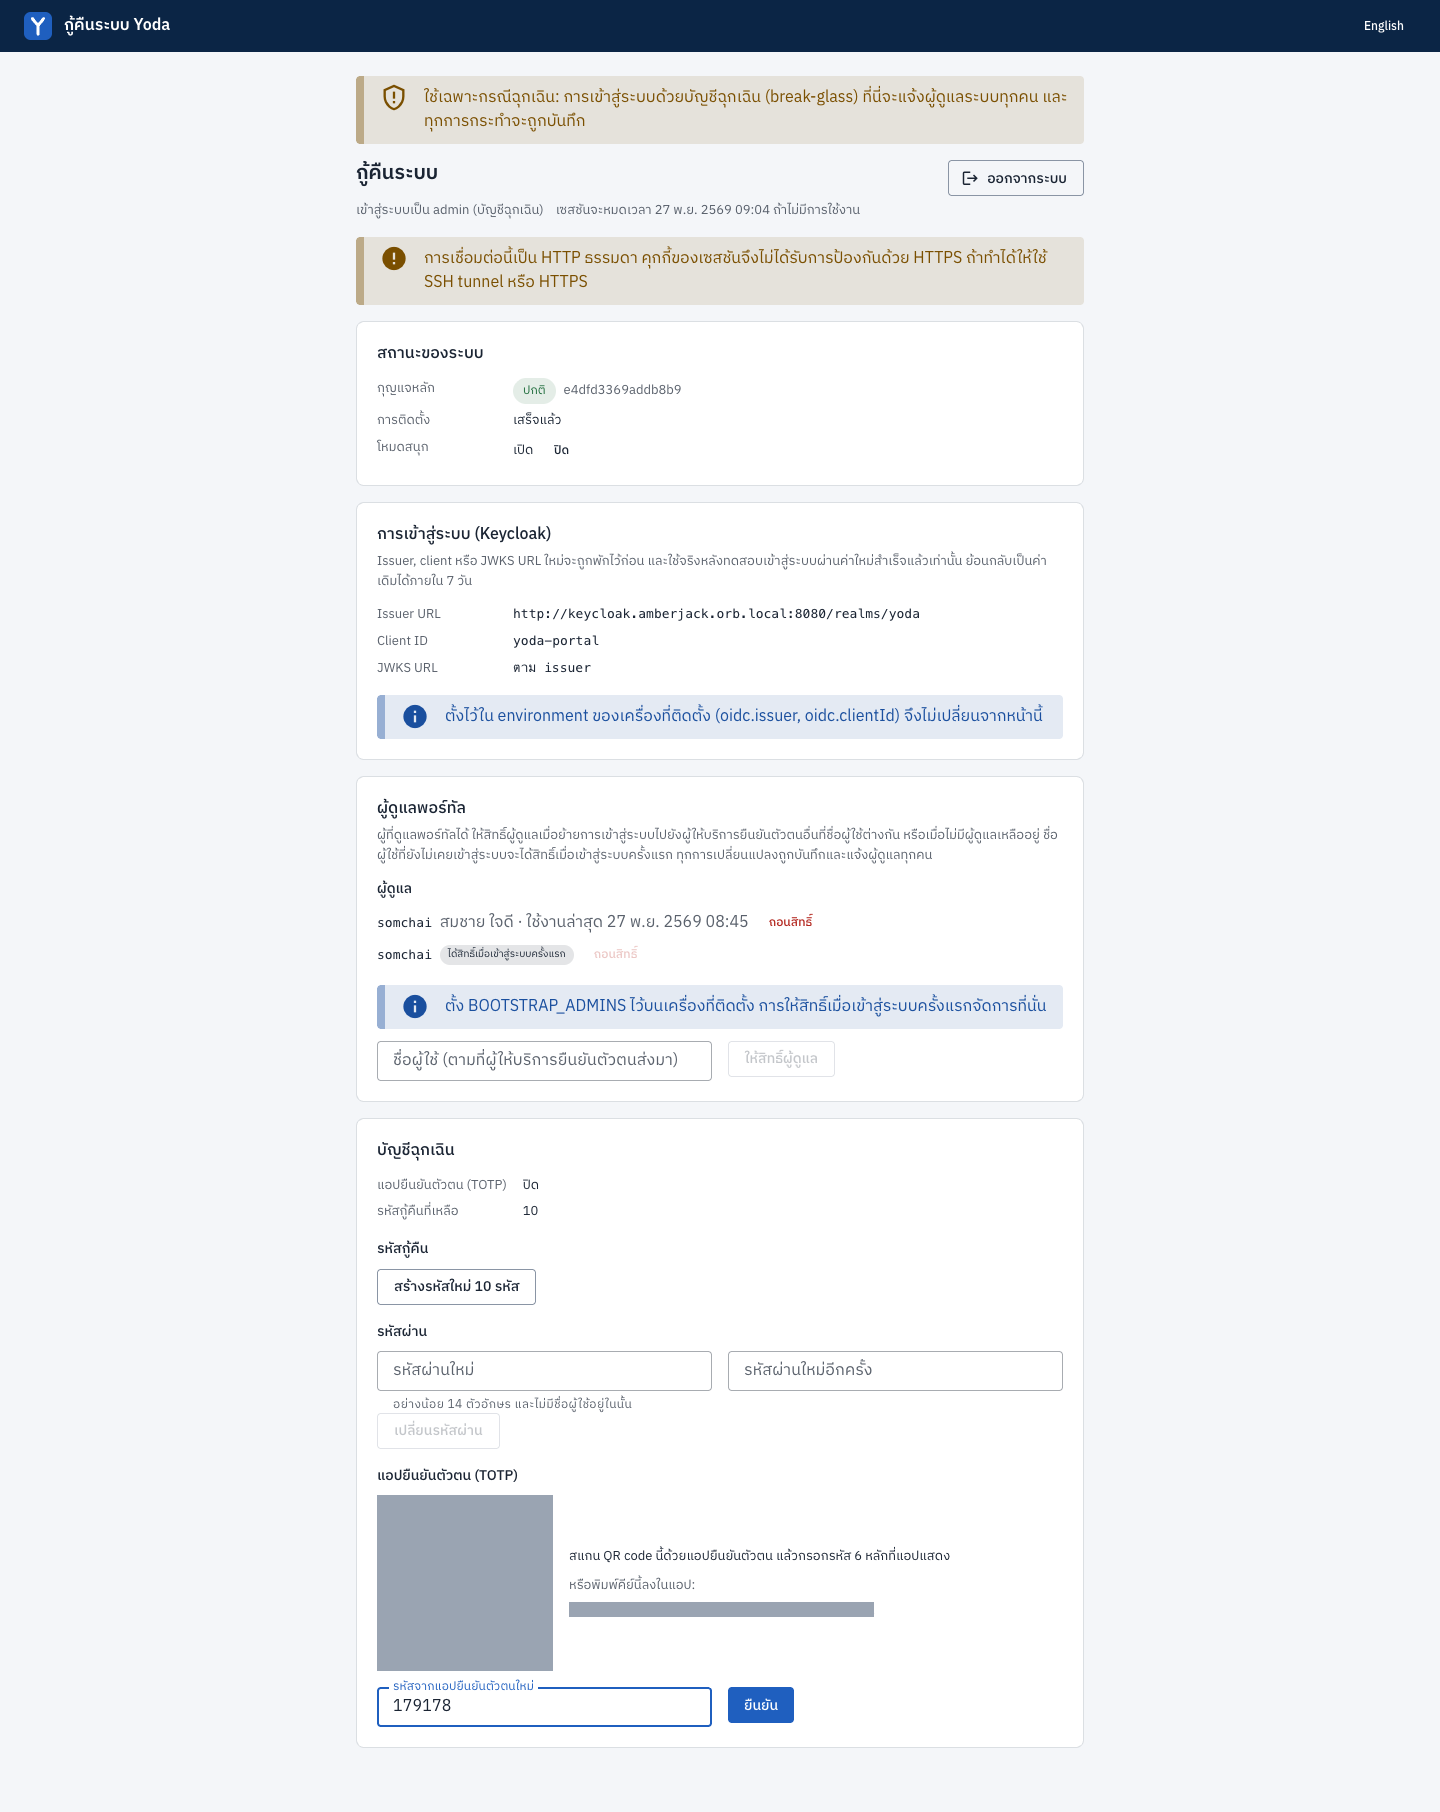 Y กู้คืนระบบ Yoda
English
ใช้เฉพาะกรณีฉุกเฉิน: การเข้าสู่ระบบด้วยบัญชีฉุกเฉิน (break-glass) ที่นี่จะแจ้งผู้ดูแลระบบทุกคน และ
ทุกการกระทำจะถูกบันทึก
กู้คืนระบบ
ออกจากระบบ
เข้าสู่ระบบเป็น admin (บัญชีฉุกเฉิน) เซสชันจะหมดเวลา 27 พ.ย. 2569 09:04 ถ้าไม่มีการใช้งาน
การเชื่อมต่อนี้เป็น HTTP ธรรมดา คุกกี้ของเซสชันจึงไม่ได้รับการป้องกันด้วย HTTPS ถ้าทำได้ให้ใช้
SSH tunnel หรือ HTTPS
สถานะของระบบ
กุญแจหลัก ปกติ e4dfd3369addb8b9
การติดตั้ง เสร็จแล้ว
โหมดสนุก เปิด ปิด
การเข้าสู่ระบบ (Keycloak)
Issuer, client หรือ JWKS URL ใหม่จะถูกพักไว้ก่อน และใช้จริงหลังทดสอบเข้าสู่ระบบผ่านค่าใหม่สำเร็จแล้วเท่านั้น ย้อนกลับเป็นค่า
เดิมได้ภายใน 7 วัน
Issuer URL http://keycloak.amberjack.orb.local:8080/realms/yoda
Client ID yoda-portal
JWKS URL ตาม issuer
ตั้งไว้ใน environment ของเครื่องที่ติดตั้ง (oidc.issuer, oidc.clientId) จึงไม่เปลี่ยนจากหน้านี้
ผู้ดูแลพอร์ทัล
ผู้ที่ดูแลพอร์ทัลได้ ให้สิทธิ์ผู้ดูแลเมื่อย้ายการเข้าสู่ระบบไปยังผู้ให้บริการยืนยันตัวตนอื่นที่ชื่อผู้ใช้ต่างกัน หรือเมื่อไม่มีผู้ดูแลเหลืออยู่ ชื่อ
ผู้ใช้ที่ยังไม่เคยเข้าสู่ระบบจะได้สิทธิ์เมื่อเข้าสู่ระบบครั้งแรก ทุกการเปลี่ยนแปลงถูกบันทึกและแจ้งผู้ดูแลทุกคน
ผู้ดูแล
somchai สมชาย ใจดี · ใช้งานล่าสุด 27 พ.ย. 2569 08:45 ถอนสิทธิ์
somchai ได้สิทธิ์เมื่อเข้าสู่ระบบครั้งแรก ถอนสิทธิ์
ตั้ง BOOTSTRAP_ADMINS ไว้บนเครื่องที่ติดตั้ง การให้สิทธิ์เมื่อเข้าสู่ระบบครั้งแรกจัดการที่นั่น
ชื่อผู้ใช้ (ตามที่ผู้ให้บริการยืนยันตัวตนส่งมา) ให้สิทธิ์ผู้ดูแล
บัญชีฉุกเฉิน
แอปยืนยันตัวตน (TOTP) ปิด
รหัสกู้คืนที่เหลือ 10
รหัสกู้คืน
สร้างรหัสใหม่ 10 รหัส
รหัสผ่าน
รหัสผ่านใหม่ รหัสผ่านใหม่อีกครั้ง
อย่างน้อย 14 ตัวอักษร และไม่มีชื่อผู้ใช้อยู่ในนั้น
เปลี่ยนรหัสผ่าน
แอปยืนยันตัวตน (TOTP)
สแกน QR code นี้ด้วยแอปยืนยันตัวตน แล้วกรอกรหัส 6 หลักที่แอปแสดง
หรือพิมพ์คีย์นี้ลงในแอป:
รหัสจากแอปยืนยันตัวตนใหม่
179178 ยืนยัน